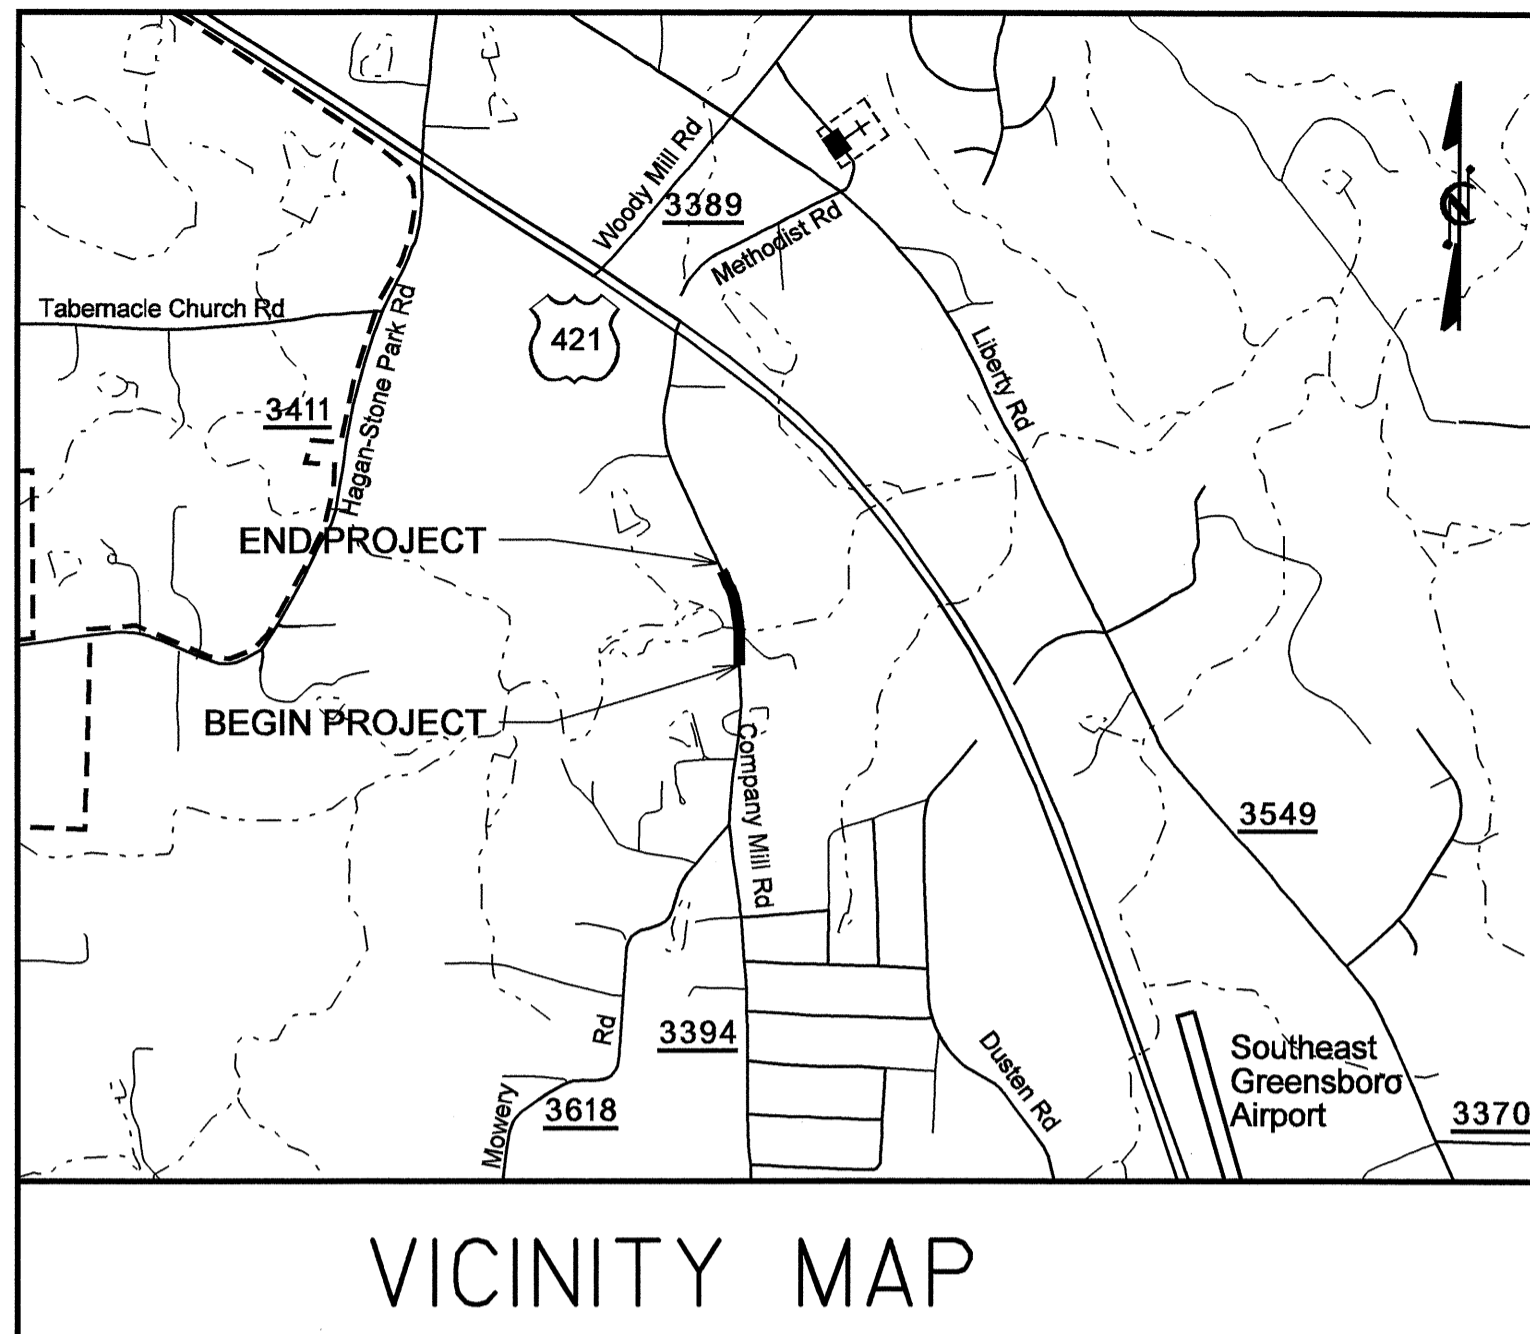 Woody Mill Rd
3389
Methodist Rd
Tabernacle Church Rd
Hagan-Stone Park Rd
421
Liberty Rd
3411
END PROJECT
BEGIN PROJECT
Company Mill Rd
3549
Mowery Rd
3394
3618
Dusten Rd
Southeast
Greensboro
Airport
3370
VICINITY MAP